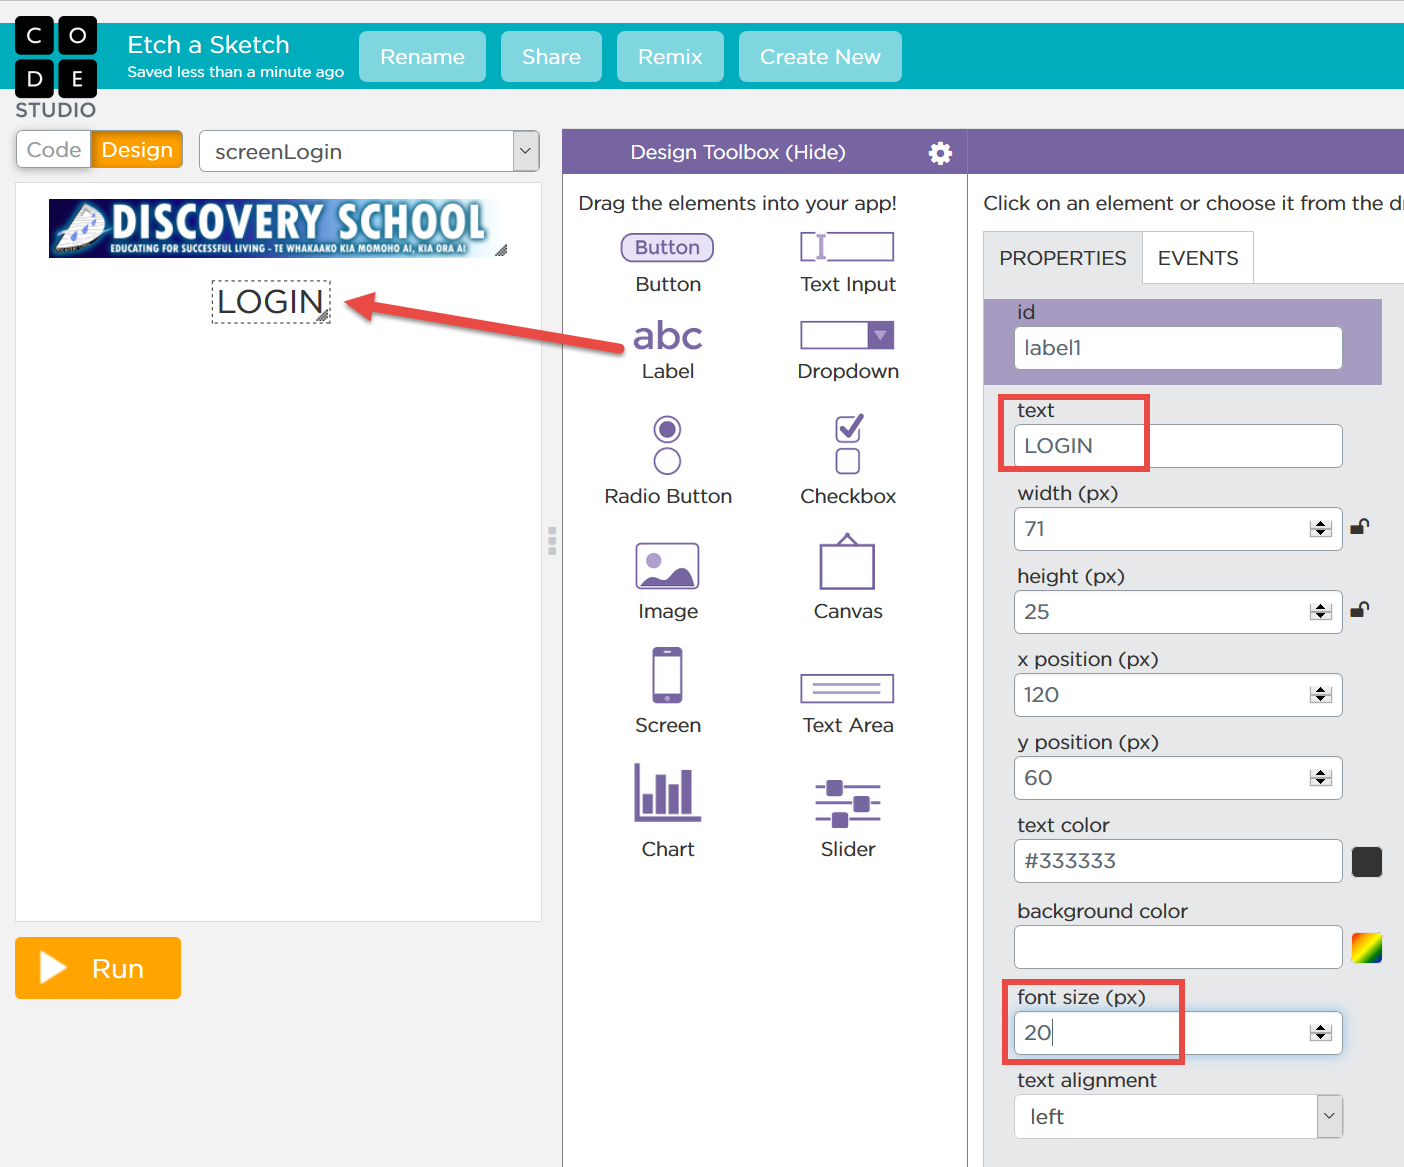 C O
D E
STUDIO
Etch a Sketch
Saved less than a minute ago
Rename
Share
Remix
Create New
Code
Design
screenLogin
DISCOVERY SCHOOL
EDUCATING FOR SUCCESSFUL LIVING - TE WHAKAAKO KIA MOMOHO AI, KIA ORA AI
LOGIN
Run
Design Toolbox (Hide)
Drag the elements into your app!
Button
Button
Text Input
abc
Label
Dropdown
Radio Button
Checkbox
Image
Canvas
Screen
Text Area
Chart
Slider
Click on an element or choose it from the dr
PROPERTIES
EVENTS
id
label1
text
LOGIN
width (px)
71
height (px)
25
x position (px)
120
y position (px)
60
text color
#333333
background color
font size (px)
20
text alignment
left